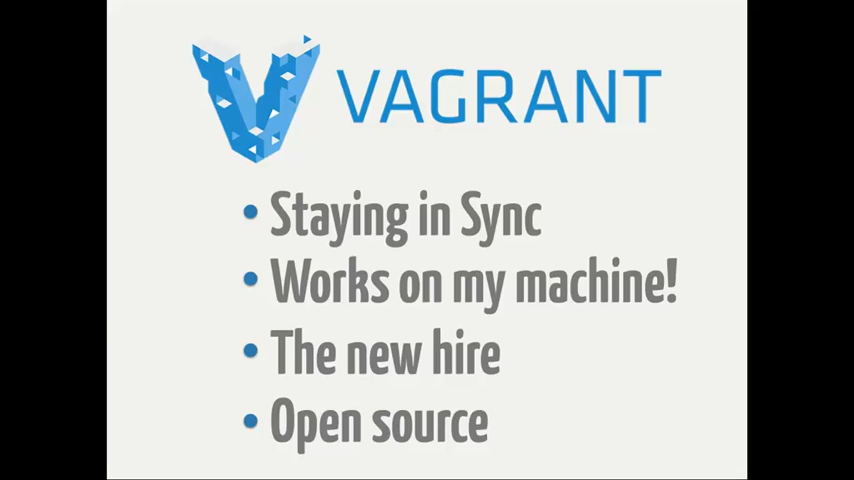 VAGRANT
• Staying in Sync
• Works on my machine!
• The new hire
• Open source